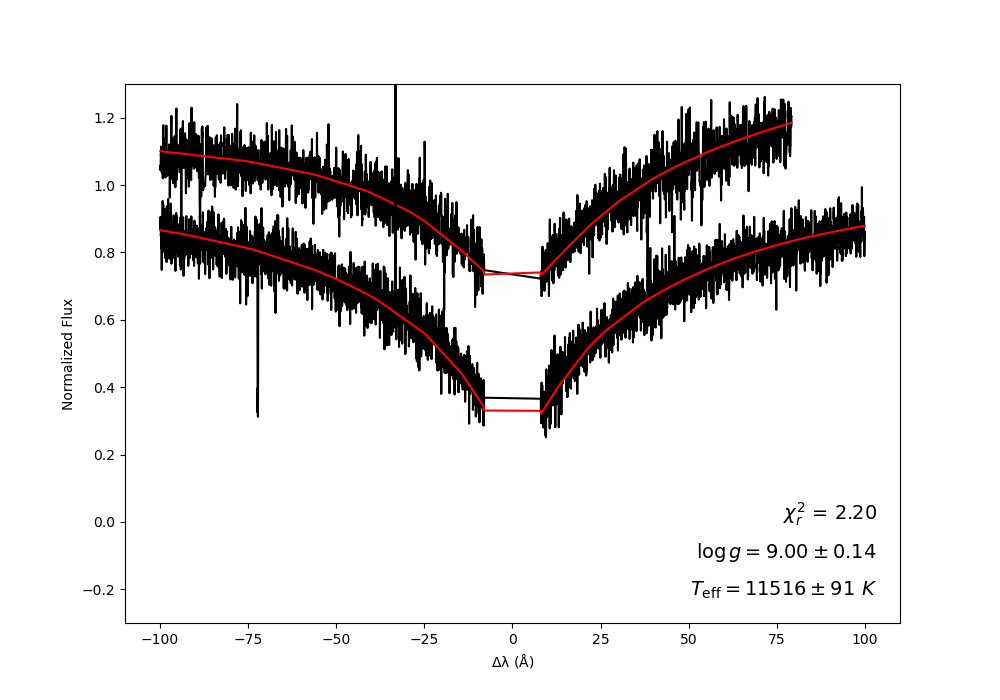 1.2
1.0
0.8
0.6
0.4
0.2
0.0
−0.2
Normalized Flux
χ²ᵣ = 2.20
log g = 9.00 ± 0.14
T_eff = 11516 ± 91 K
−100 −75 −50 −25 0 25 50 75 100
Δλ (Å)